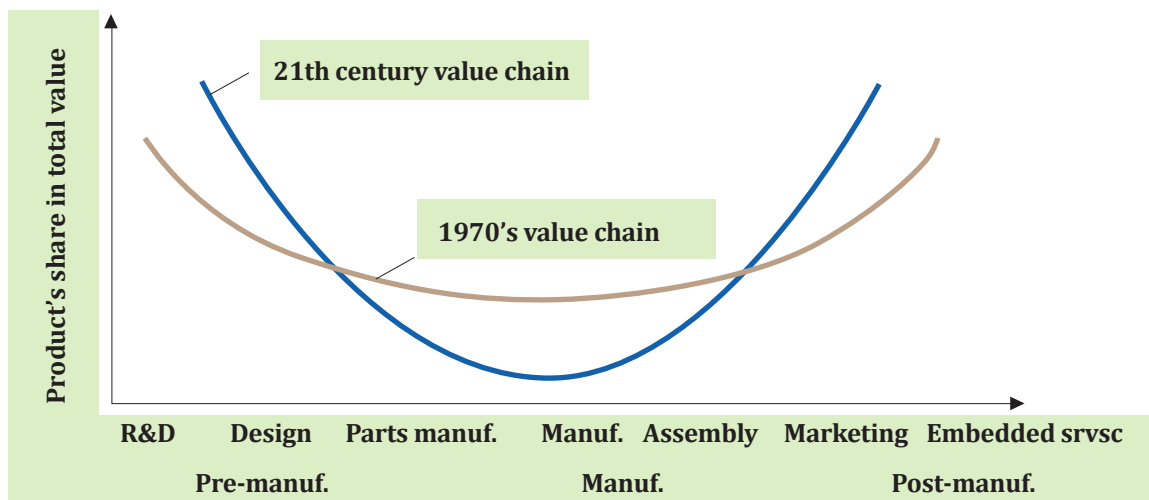 Product's share in total value
21th century value chain
1970's value chain
R&D Design Parts manuf. Manuf. Assembly Marketing Embedded srvsc
Pre-manuf. Manuf. Post-manuf.